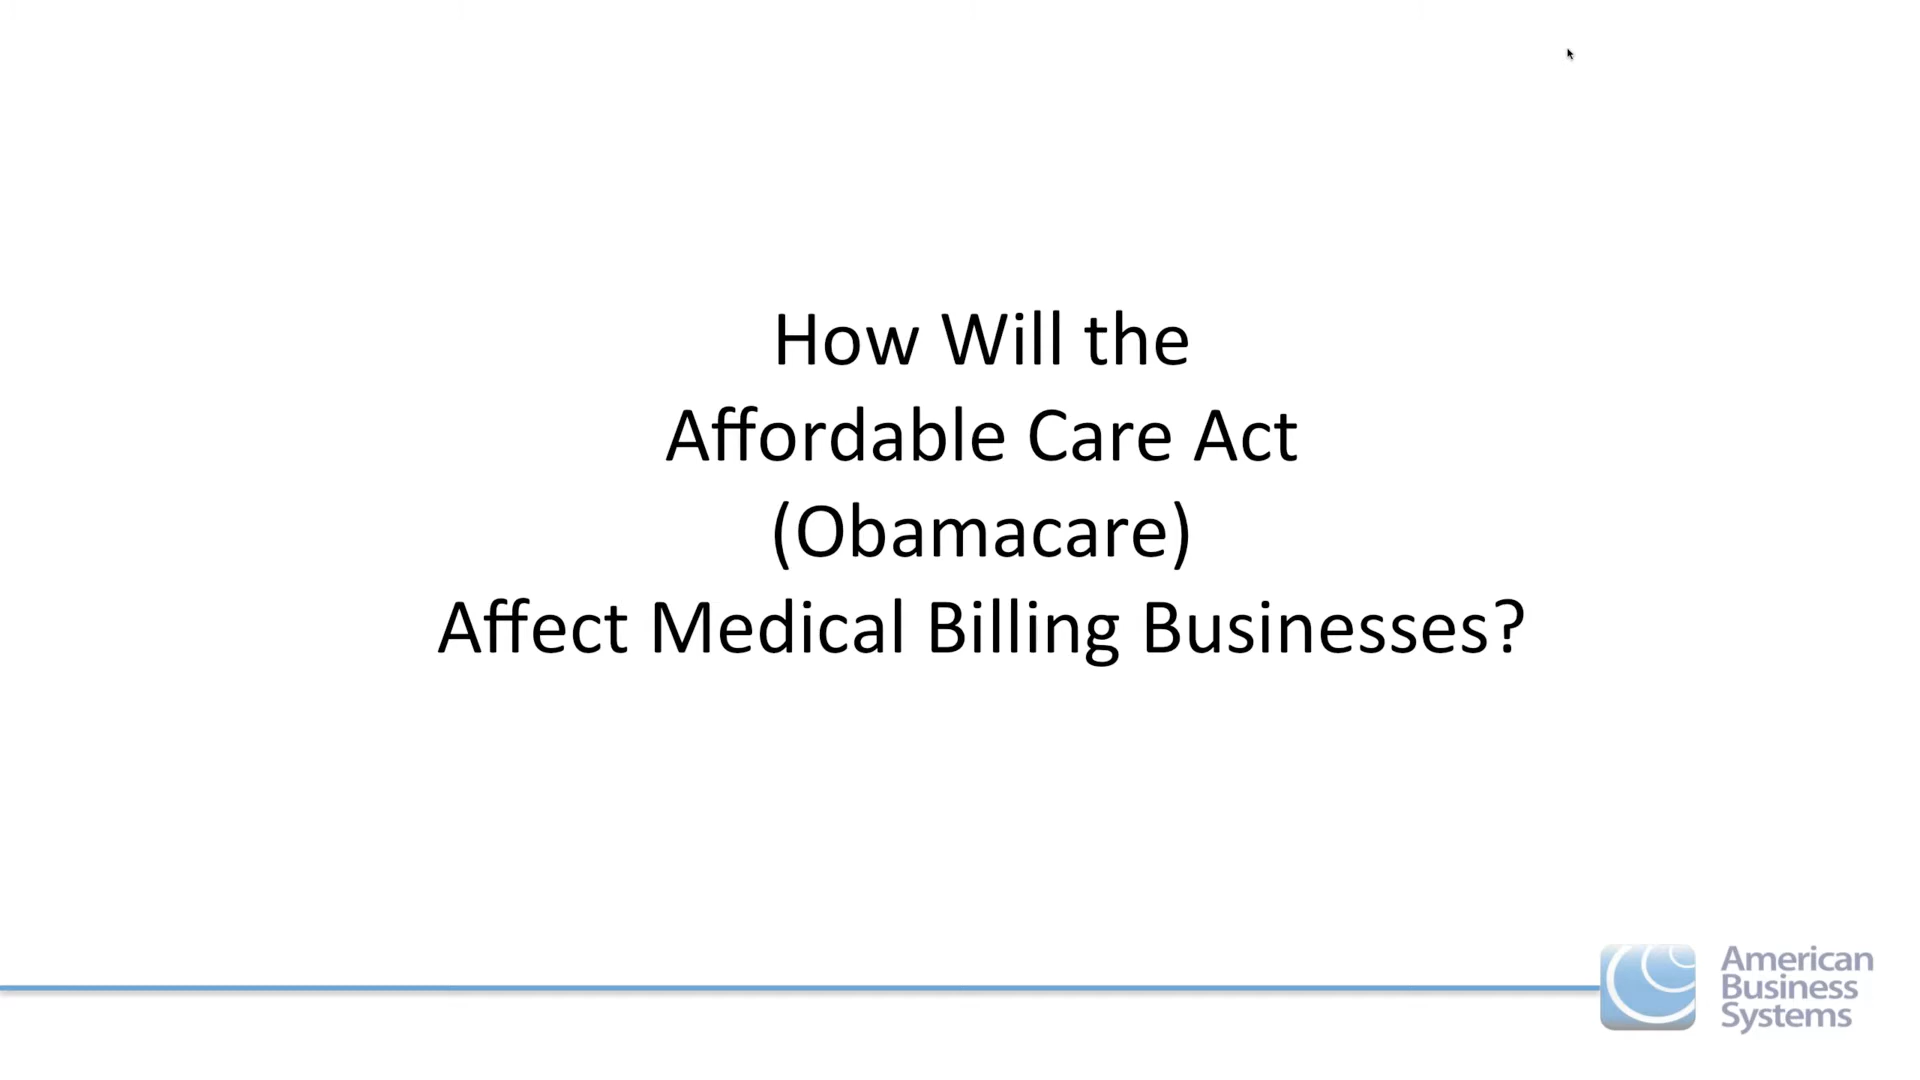 How Will the
Affordable Care Act
(Obamacare)
Affect Medical Billing Businesses?
American
Business
Systems